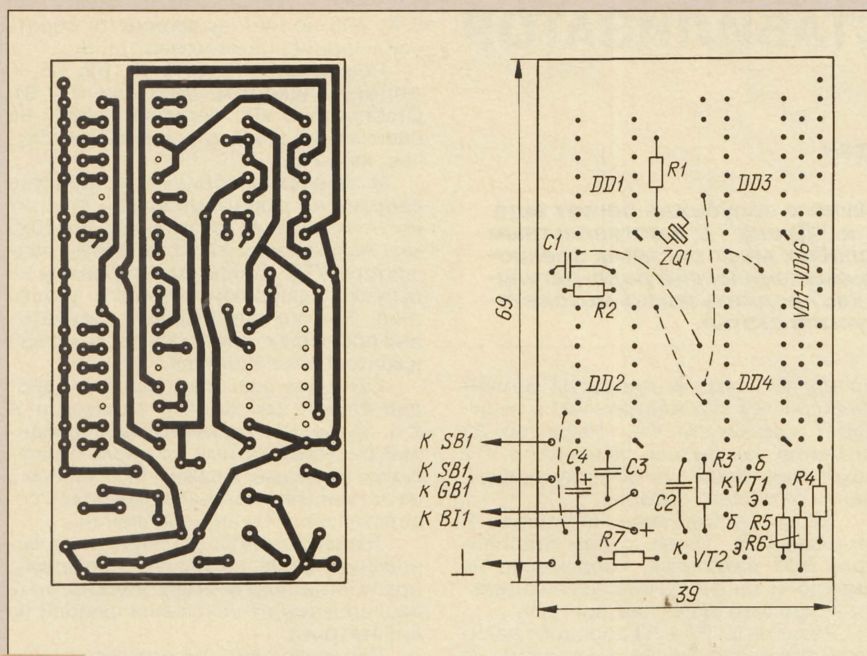 DD1
R1
DD3
C1
ZQ1
R2
VD1-VD16
69
DD2
DD4
К SB1
К SB1,
К GB1
К BI1
C4
+
C3
C2
R3
б
к VT1
э
R4
б
R5
R6
R7
+
к
VT2
э
39